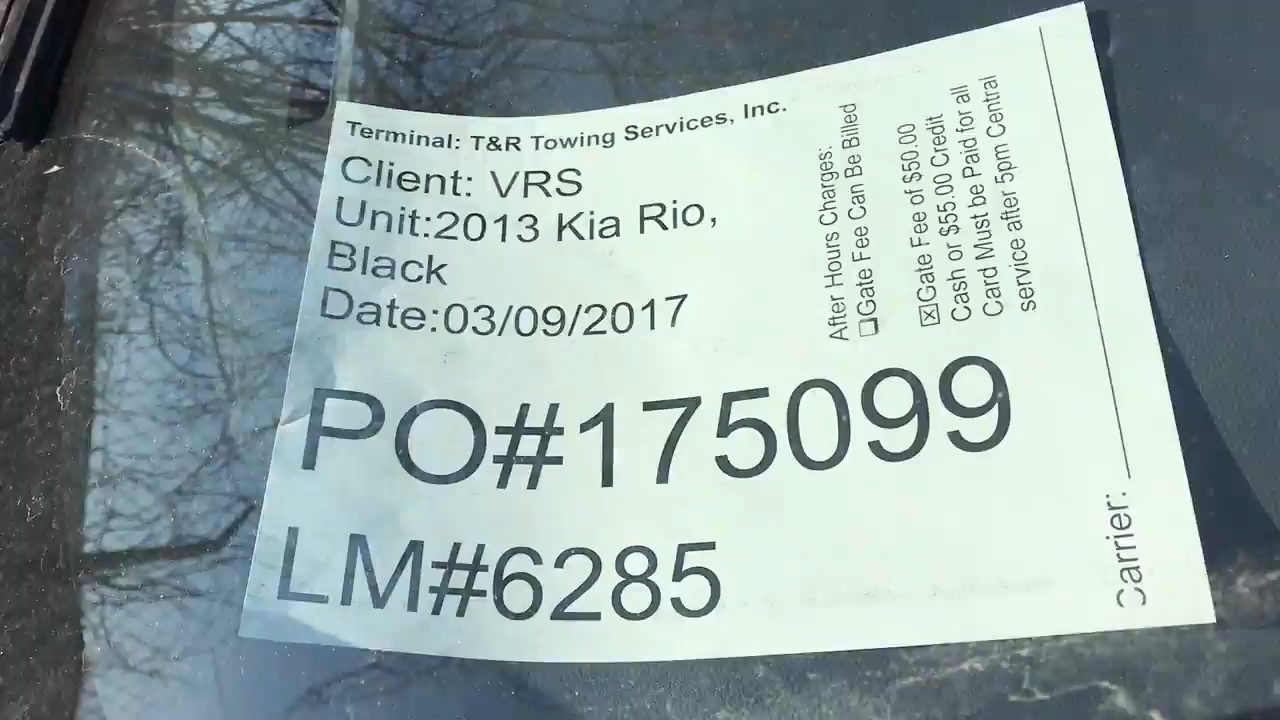 Terminal: T&R Towing Services, Inc.
Client: VRS
Unit:2013 Kia Rio,
Black
Date:03/09/2017
PO#175099
LM#6285
After Hours Charges:
☐Gate Fee Can Be Billed
☒Gate Fee of $50.00
Cash or $55.00 Credit
Card Must be Paid for all
service after 5pm Central
Carrier: ____________